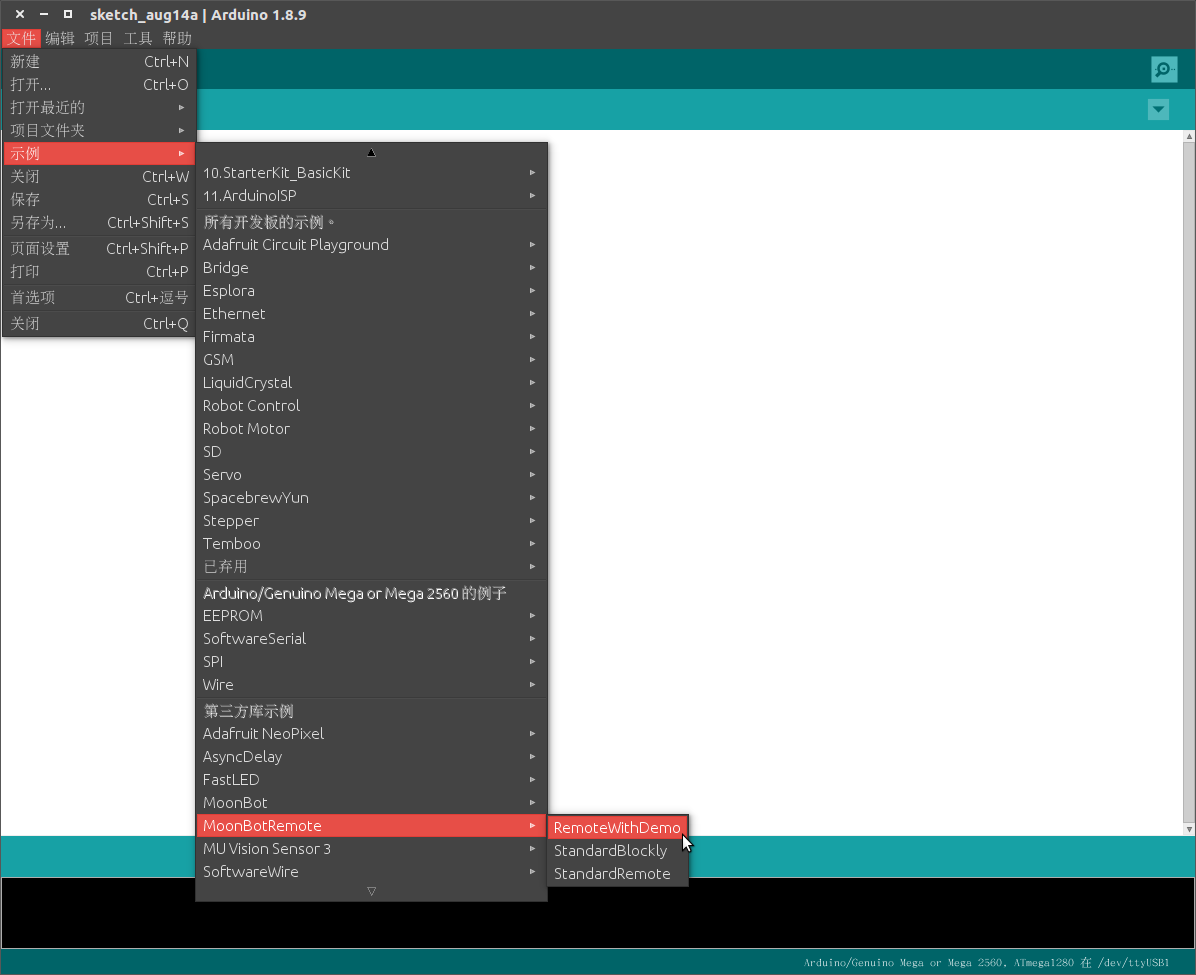 sketch_aug14a | Arduino 1.8.9
文件 编辑 项目 工具 帮助
新建 Ctrl+N
打开... Ctrl+O
打开最近的
项目文件夹
示例
关闭 Ctrl+W
保存 Ctrl+S
另存为... Ctrl+Shift+S
页面设置 Ctrl+Shift+P
打印 Ctrl+P
首选项 Ctrl+逗号
关闭 Ctrl+Q
10.StarterKit_BasicKit
11.ArduinoISP
所有开发板的示例。
Adafruit Circuit Playground
Bridge
Esplora
Ethernet
Firmata
GSM
LiquidCrystal
Robot Control
Robot Motor
SD
Servo
SpacebrewYun
Stepper
Temboo
已弃用
Arduino/Genuino Mega or Mega 2560 的例子
EEPROM
SoftwareSerial
SPI
Wire
第三方库示例
Adafruit NeoPixel
AsyncDelay
FastLED
MoonBot
MoonBotRemote
MU Vision Sensor 3
SoftwareWire
RemoteWithDemo
StandardBlockly
StandardRemote
Arduino/Genuino Mega or Mega 2560, ATmega1280 在 /dev/ttyUSB1